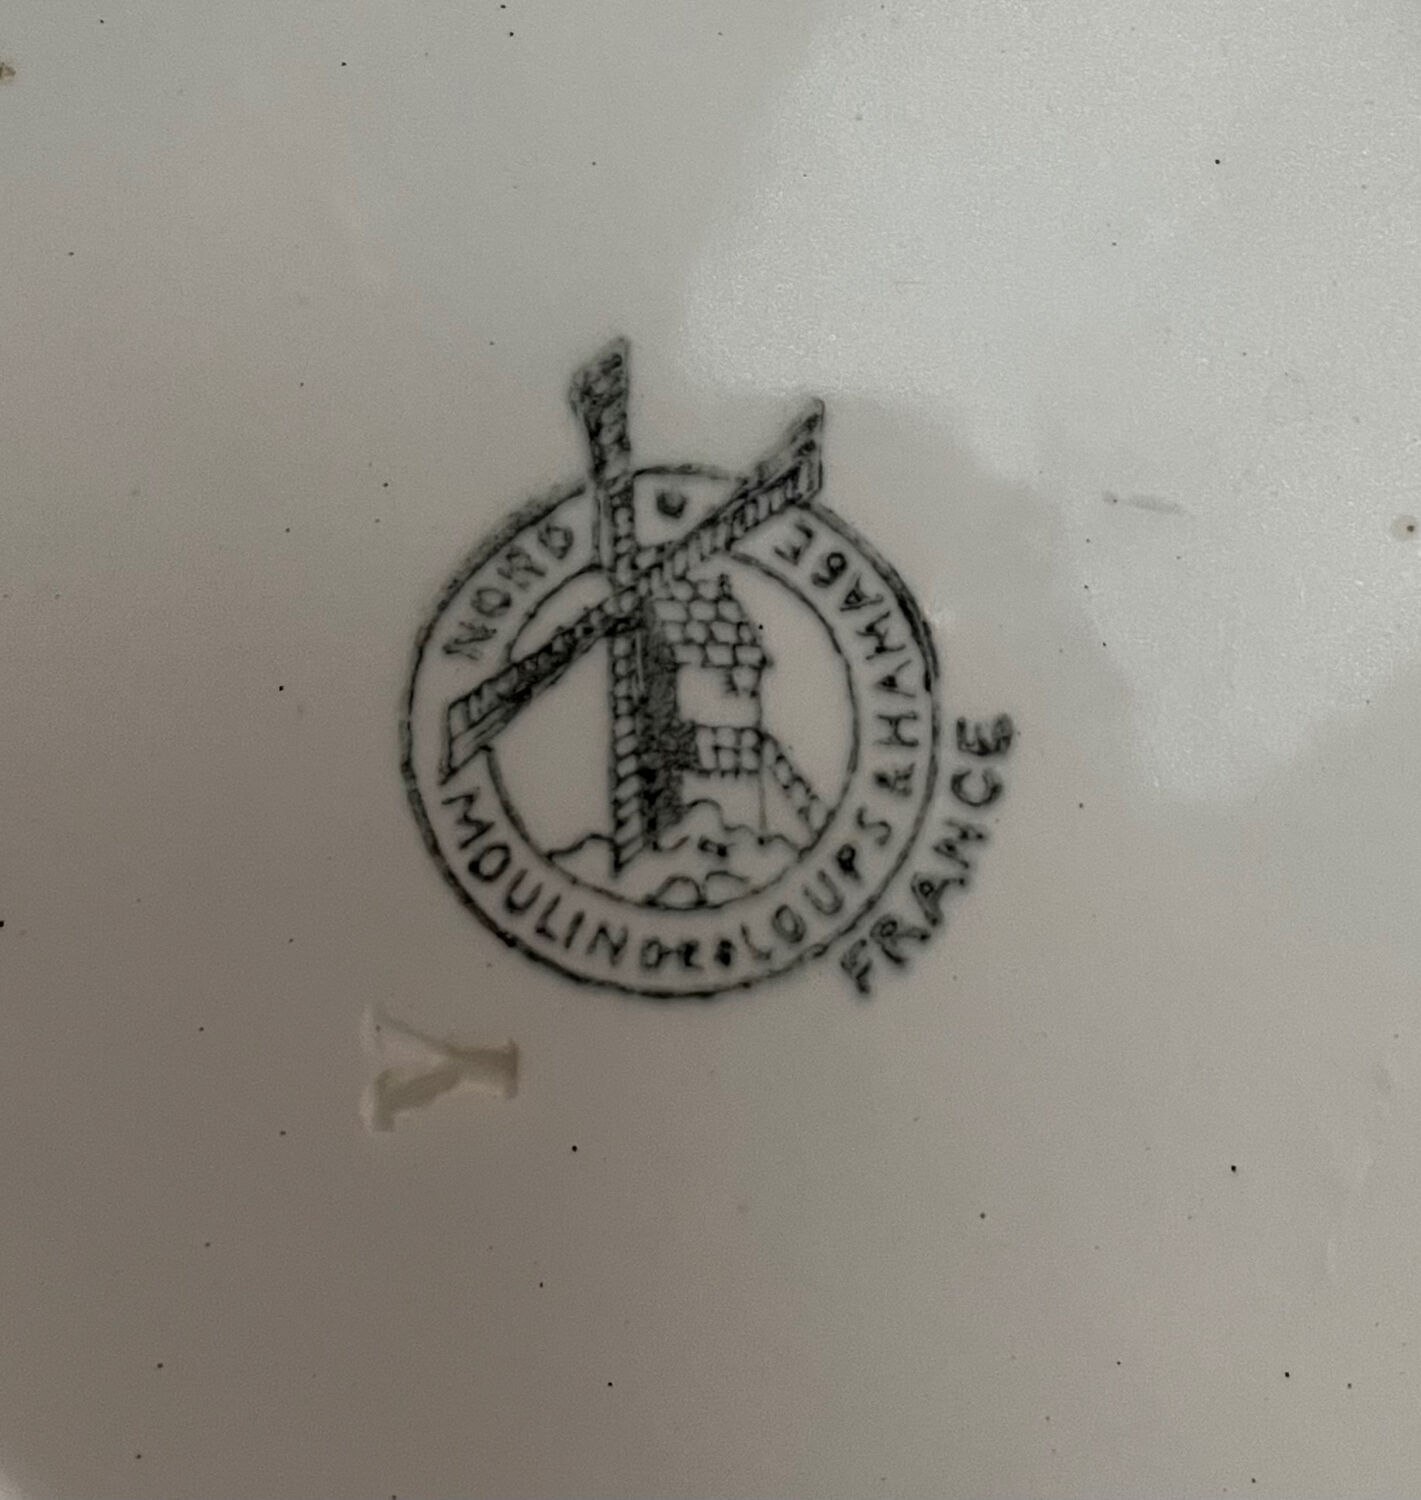 MOULIN DES LOUPS & HAMAGE
NORD
FRANCE
Y